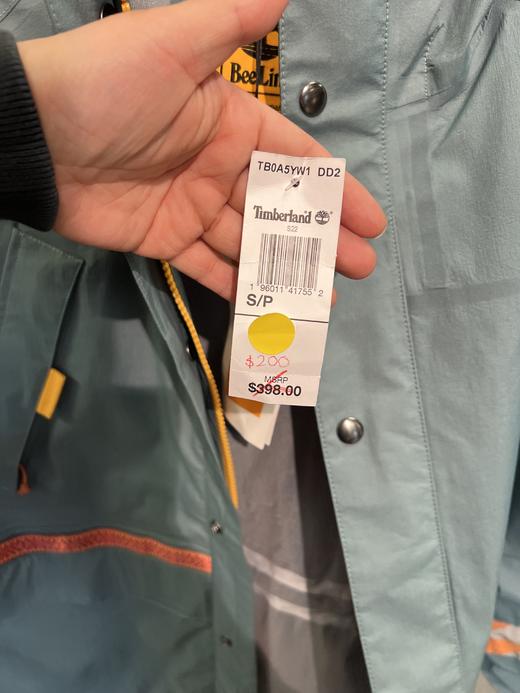 BeeLin
TB0A5YW1 DD2
Timberland
S22
1 96011 41755 2
S/P
$200
MSRP
$398.00